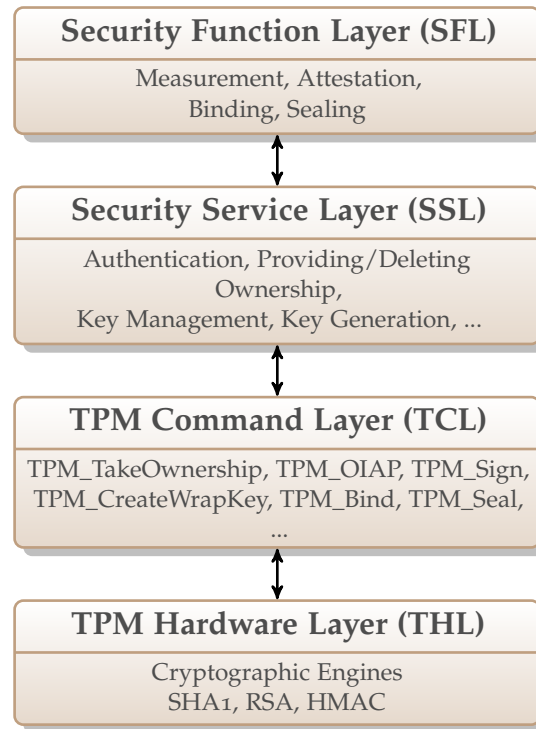 Security Function Layer (SFL)
Measurement, Attestation,
Binding, Sealing
Security Service Layer (SSL)
Authentication, Providing/Deleting
Ownership,
Key Management, Key Generation, ...
TPM Command Layer (TCL)
TPM_TakeOwnership, TPM_OIAP, TPM_Sign,
TPM_CreateWrapKey, TPM_Bind, TPM_Seal,
...
TPM Hardware Layer (THL)
Cryptographic Engines
SHA1, RSA, HMAC